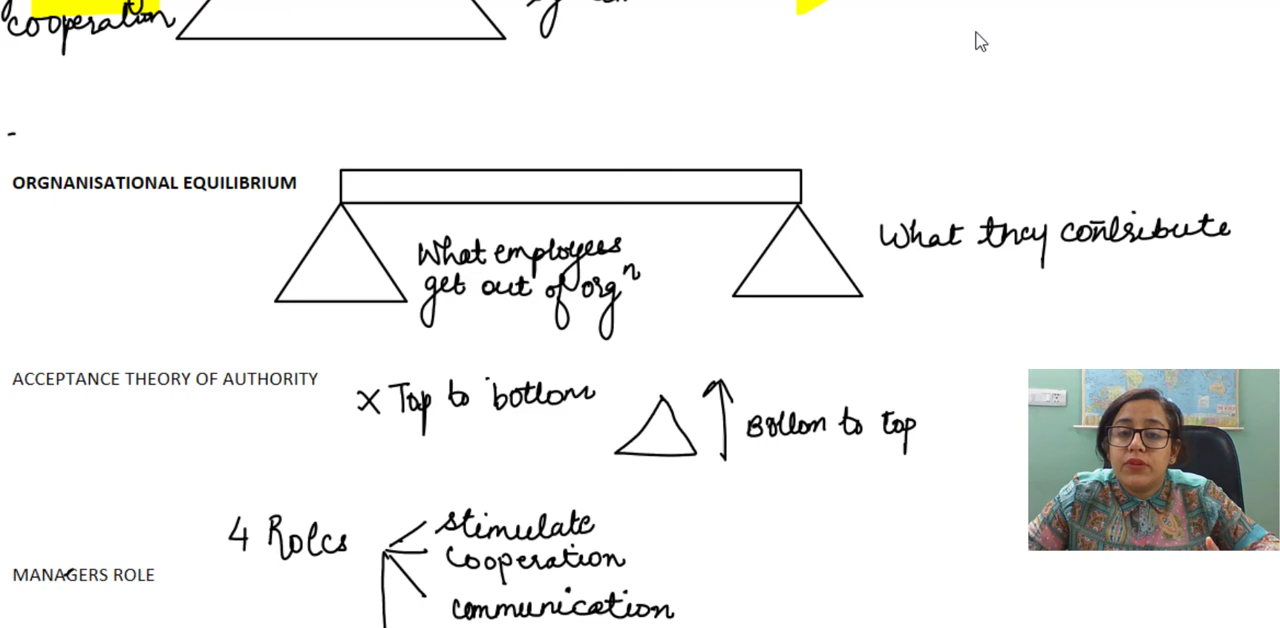 cooperation
ORGNANISATIONAL EQUILIBRIUM
What employees
get out of orgn
What they contribute
ACCEPTANCE THEORY OF AUTHORITY
X Top to bottom
Bottom to top
4 Roles
stimulate
cooperation
communication
MANAGERS ROLE